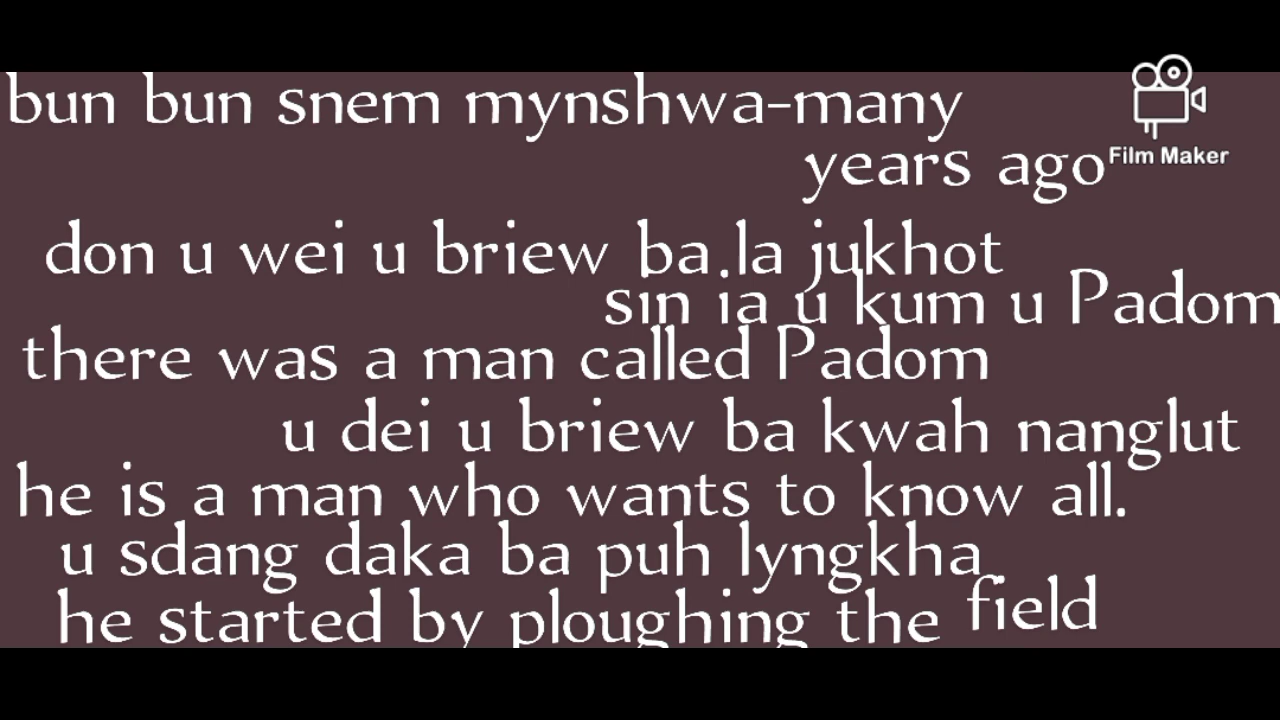 bun bun snem mynshwa-many
years ago
Film Maker
don u wei u briew ba.la jukhot
sin ia u kum u Padom
there was a man called Padom
u dei u briew ba kwah nanglut
he is a man who wants to know all.
u sdang daka ba puh lyngkha
he started by ploughing the field